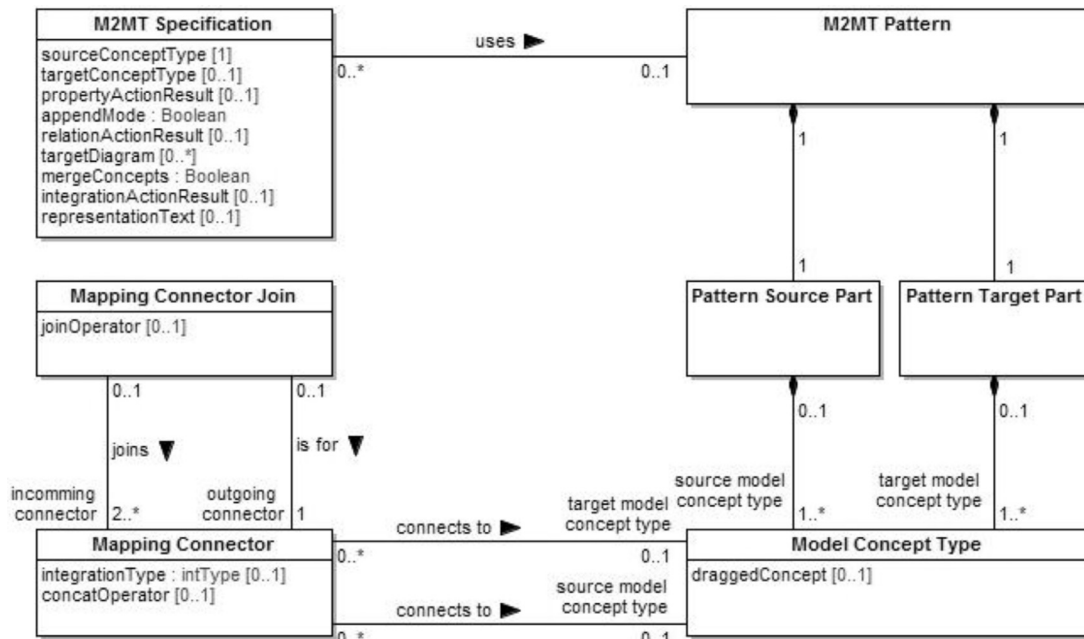 M2MT Specification
sourceConceptType [1]
targetConceptType [0..1]
propertyActionResult [0..1]
appendMode : Boolean
relationActionResult [0..1]
targetDiagram [0..*]
mergeConcepts : Boolean
integrationActionResult [0..1]
representationText [0..1]
uses
0..*
0..1
M2MT Pattern
1
1
1
1
Mapping Connector Join
joinOperator [0..1]
Pattern Source Part
Pattern Target Part
0..1
0..1
0..1
0..1
joins
is for
incomming
connector
2..*
outgoing
connector
1
source model
concept type
1..*
target model
concept type
1..*
connects to
target model
concept type
0..*
0..1
Mapping Connector
integrationType : intType [0..1]
concatOperator [0..1]
Model Concept Type
draggedConcept [0..1]
connects to
source model
concept type
0..*
0..1